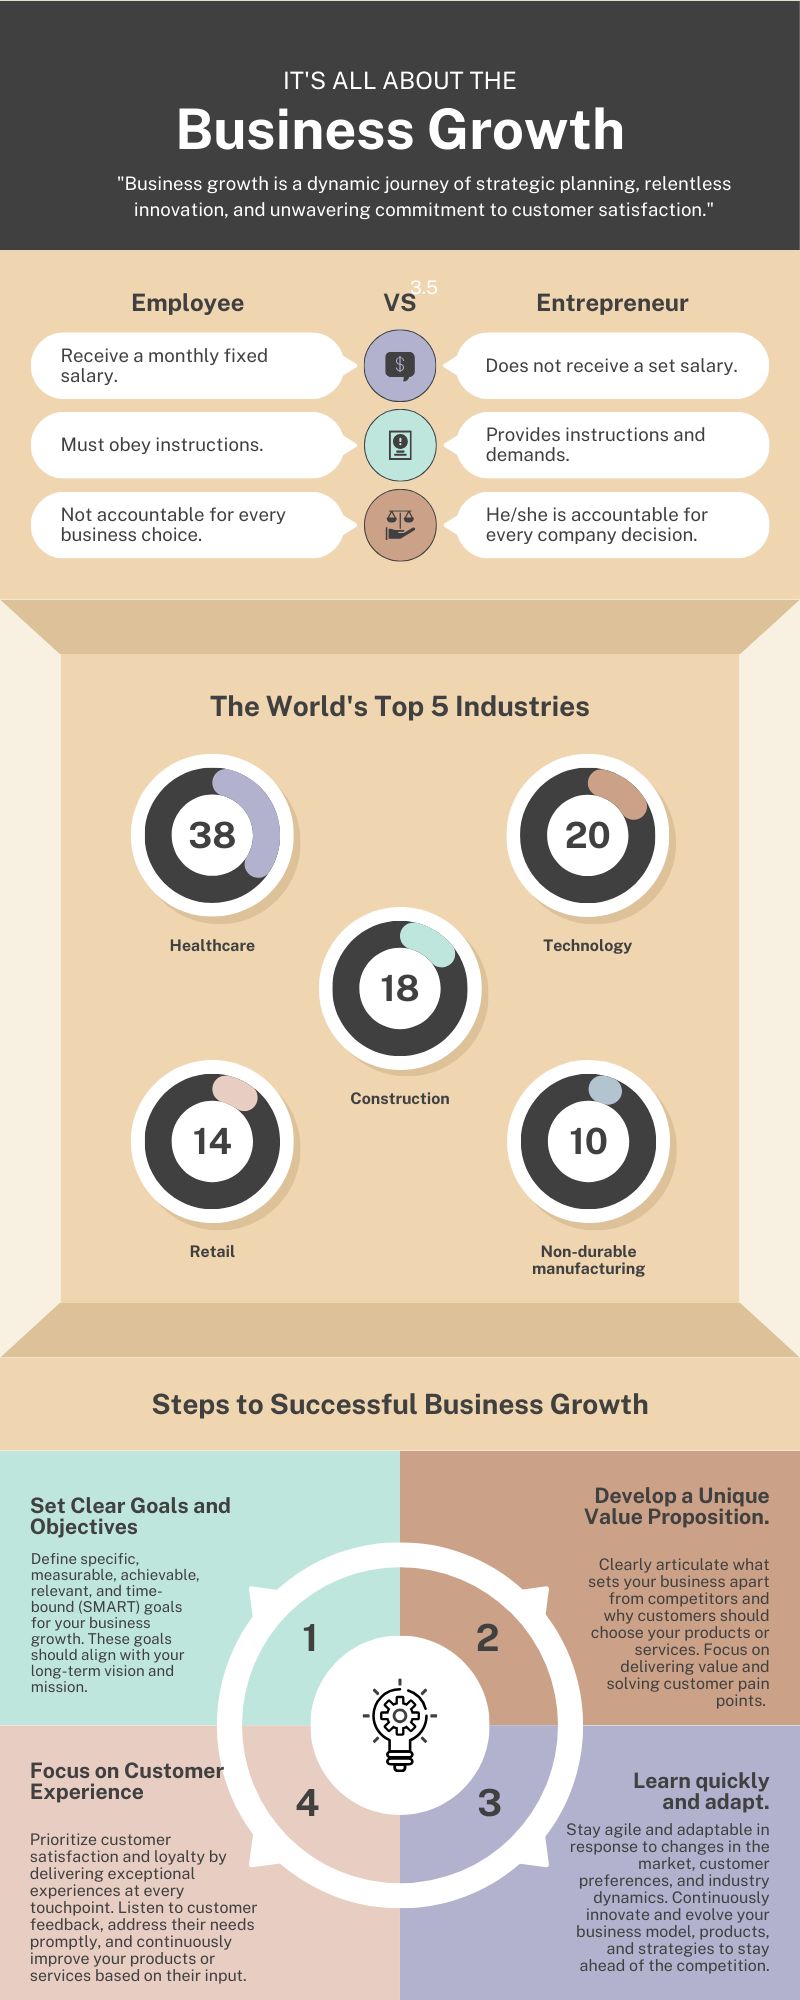 IT'S ALL ABOUT THE
Business Growth
"Business growth is a dynamic journey of strategic planning, relentless
innovation, and unwavering commitment to customer satisfaction."
3.5
Employee
VS
Entrepreneur
Receive a monthly fixed
salary.
Does not receive a set salary.
Must obey instructions.
Provides instructions and
demands.
Not accountable for every
business choice.
He/she is accountable for
every company decision.
The World's Top 5 Industries
38
Healthcare
20
Technology
18
Construction
14
Retail
10
Non-durable
manufacturing
Steps to Successful Business Growth
Set Clear Goals and
Objectives
Define specific,
measurable, achievable,
relevant, and time-
bound (SMART) goals
for your business
growth. These goals
should align with your
long-term vision and
mission.
1
Develop a Unique
Value Proposition.
Clearly articulate what
sets your business apart
from competitors and
why customers should
choose your products or
services. Focus on
delivering value and
solving customer pain
points.
2
Focus on Customer
Experience
Prioritize customer
satisfaction and loyalty by
delivering exceptional
experiences at every
touchpoint. Listen to customer
feedback, address their needs
promptly, and continuously
improve your products or
services based on their input.
4
3
Learn quickly
and adapt.
Stay agile and adaptable in
response to changes in the
market, customer
preferences, and industry
dynamics. Continuously
innovate and evolve your
business model, products,
and strategies to stay
ahead of the competition.